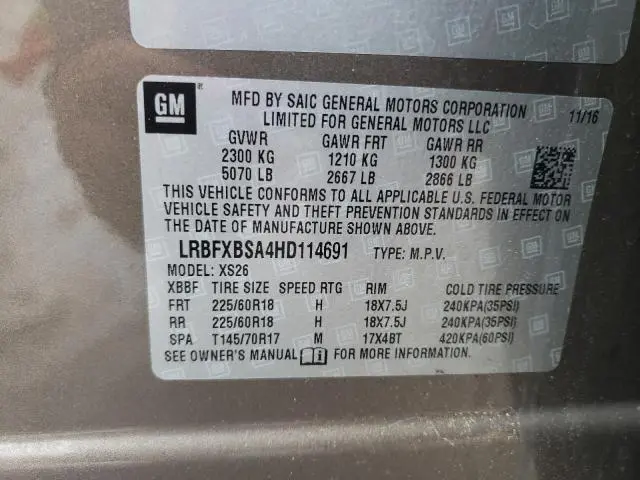 GM
MFD BY SAIC GENERAL MOTORS CORPORATION 11/16
LIMITED FOR GENERAL MOTORS LLC
GVWR GAWR FRT GAWR RR
2300 KG 1210 KG 1300 KG
5070 LB 2667 LB 2866 LB
THIS VEHICLE CONFORMS TO ALL APPLICABLE U.S. FEDERAL MOTOR
VEHICLE SAFETY AND THEFT PREVENTION STANDARDS IN EFFECT ON
THE DATE OF MANUFACTURE SHOWN ABOVE.
LRBFXBSA4HD114691 TYPE: M.P.V.
MODEL: XS26
XBBF TIRE SIZE SPEED RTG RIM COLD TIRE PRESSURE
FRT 225/60R18 H 18X7.5J 240KPA(35PSI)
RR 225/60R18 H 18X7.5J 240KPA(35PSI)
SPA T145/70R17 M 17X4BT 420KPA(60PSI)
SEE OWNER'S MANUAL FOR MORE INFORMATION.